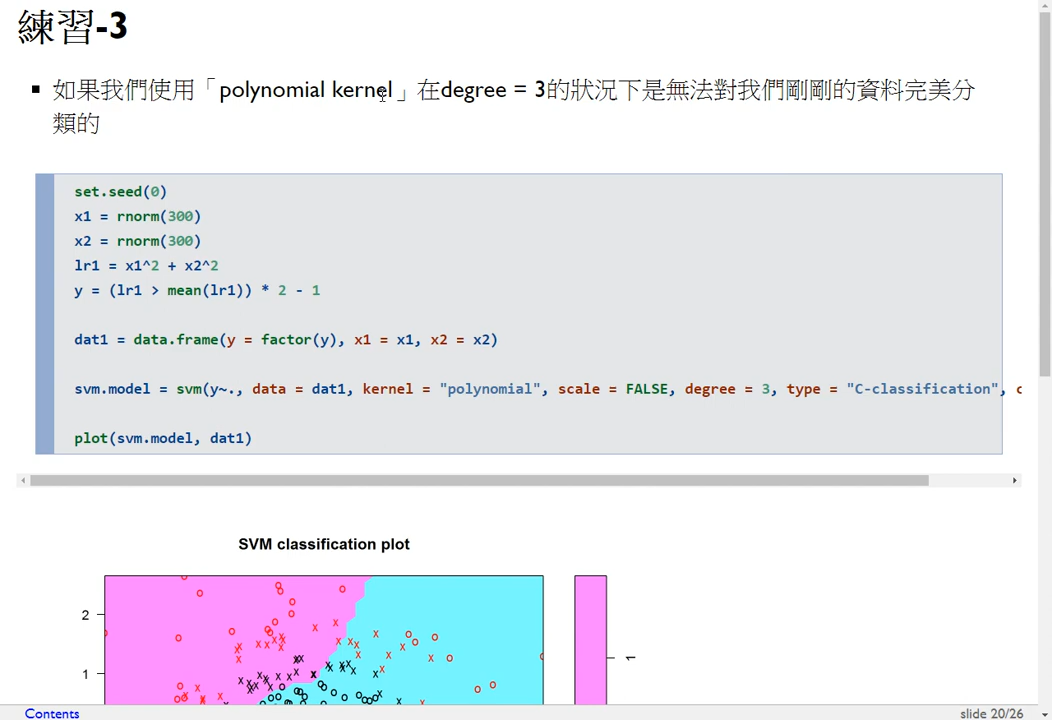 練習-3
▪ 如果我們使用「polynomial kernel」在degree = 3的狀況下是無法對我們剛剛的資料完美分
類的
set.seed(0)
x1 = rnorm(300)
x2 = rnorm(300)
lr1 = x1^2 + x2^2
y = (lr1 > mean(lr1)) * 2 - 1
dat1 = data.frame(y = factor(y), x1 = x1, x2 = x2)
svm.model = svm(y~., data = dat1, kernel = "polynomial", scale = FALSE, degree = 3, type = "C-classification", c
plot(svm.model, dat1)
SVM classification plot
2
1
1
Contents
slide 20/26